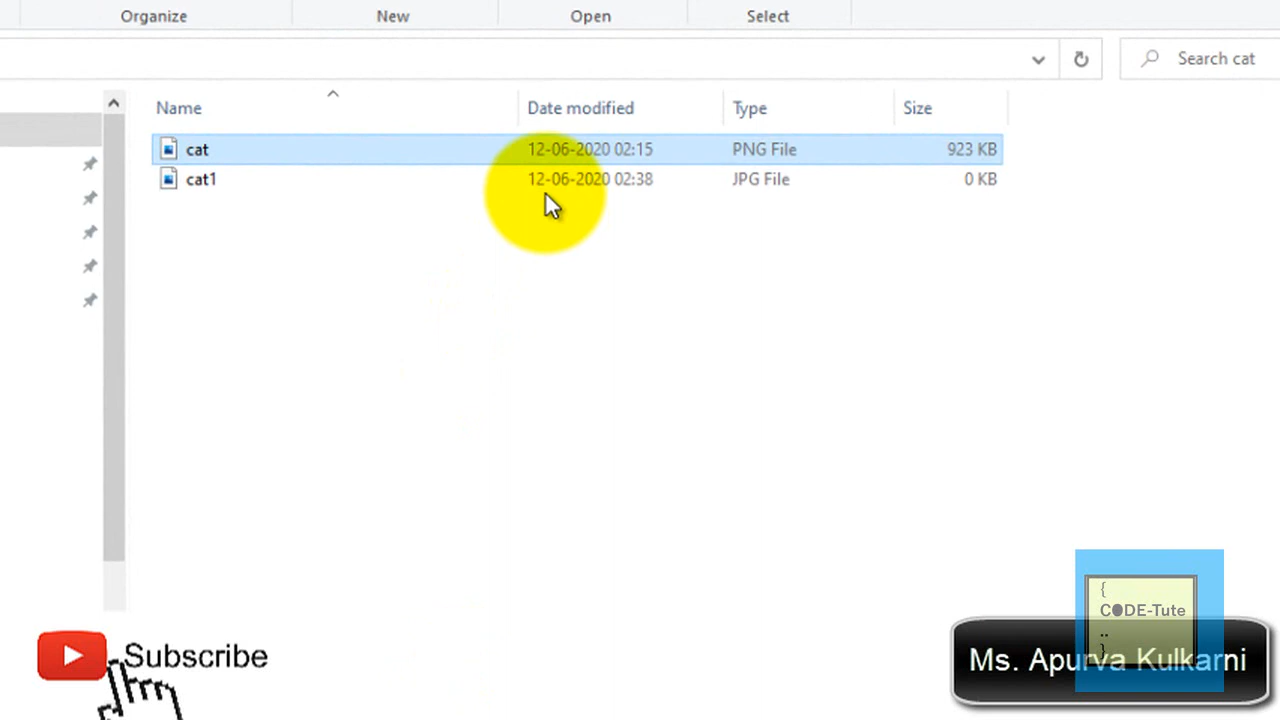 Organize New Open Select
Search cat
Name Date modified Type Size
cat 12-06-2020 02:15 PNG File 923 KB
cat1 12-06-2020 02:38 JPG File 0 KB
{
CODE-Tute
..
}
Subscribe
Ms. Apurva Kulkarni